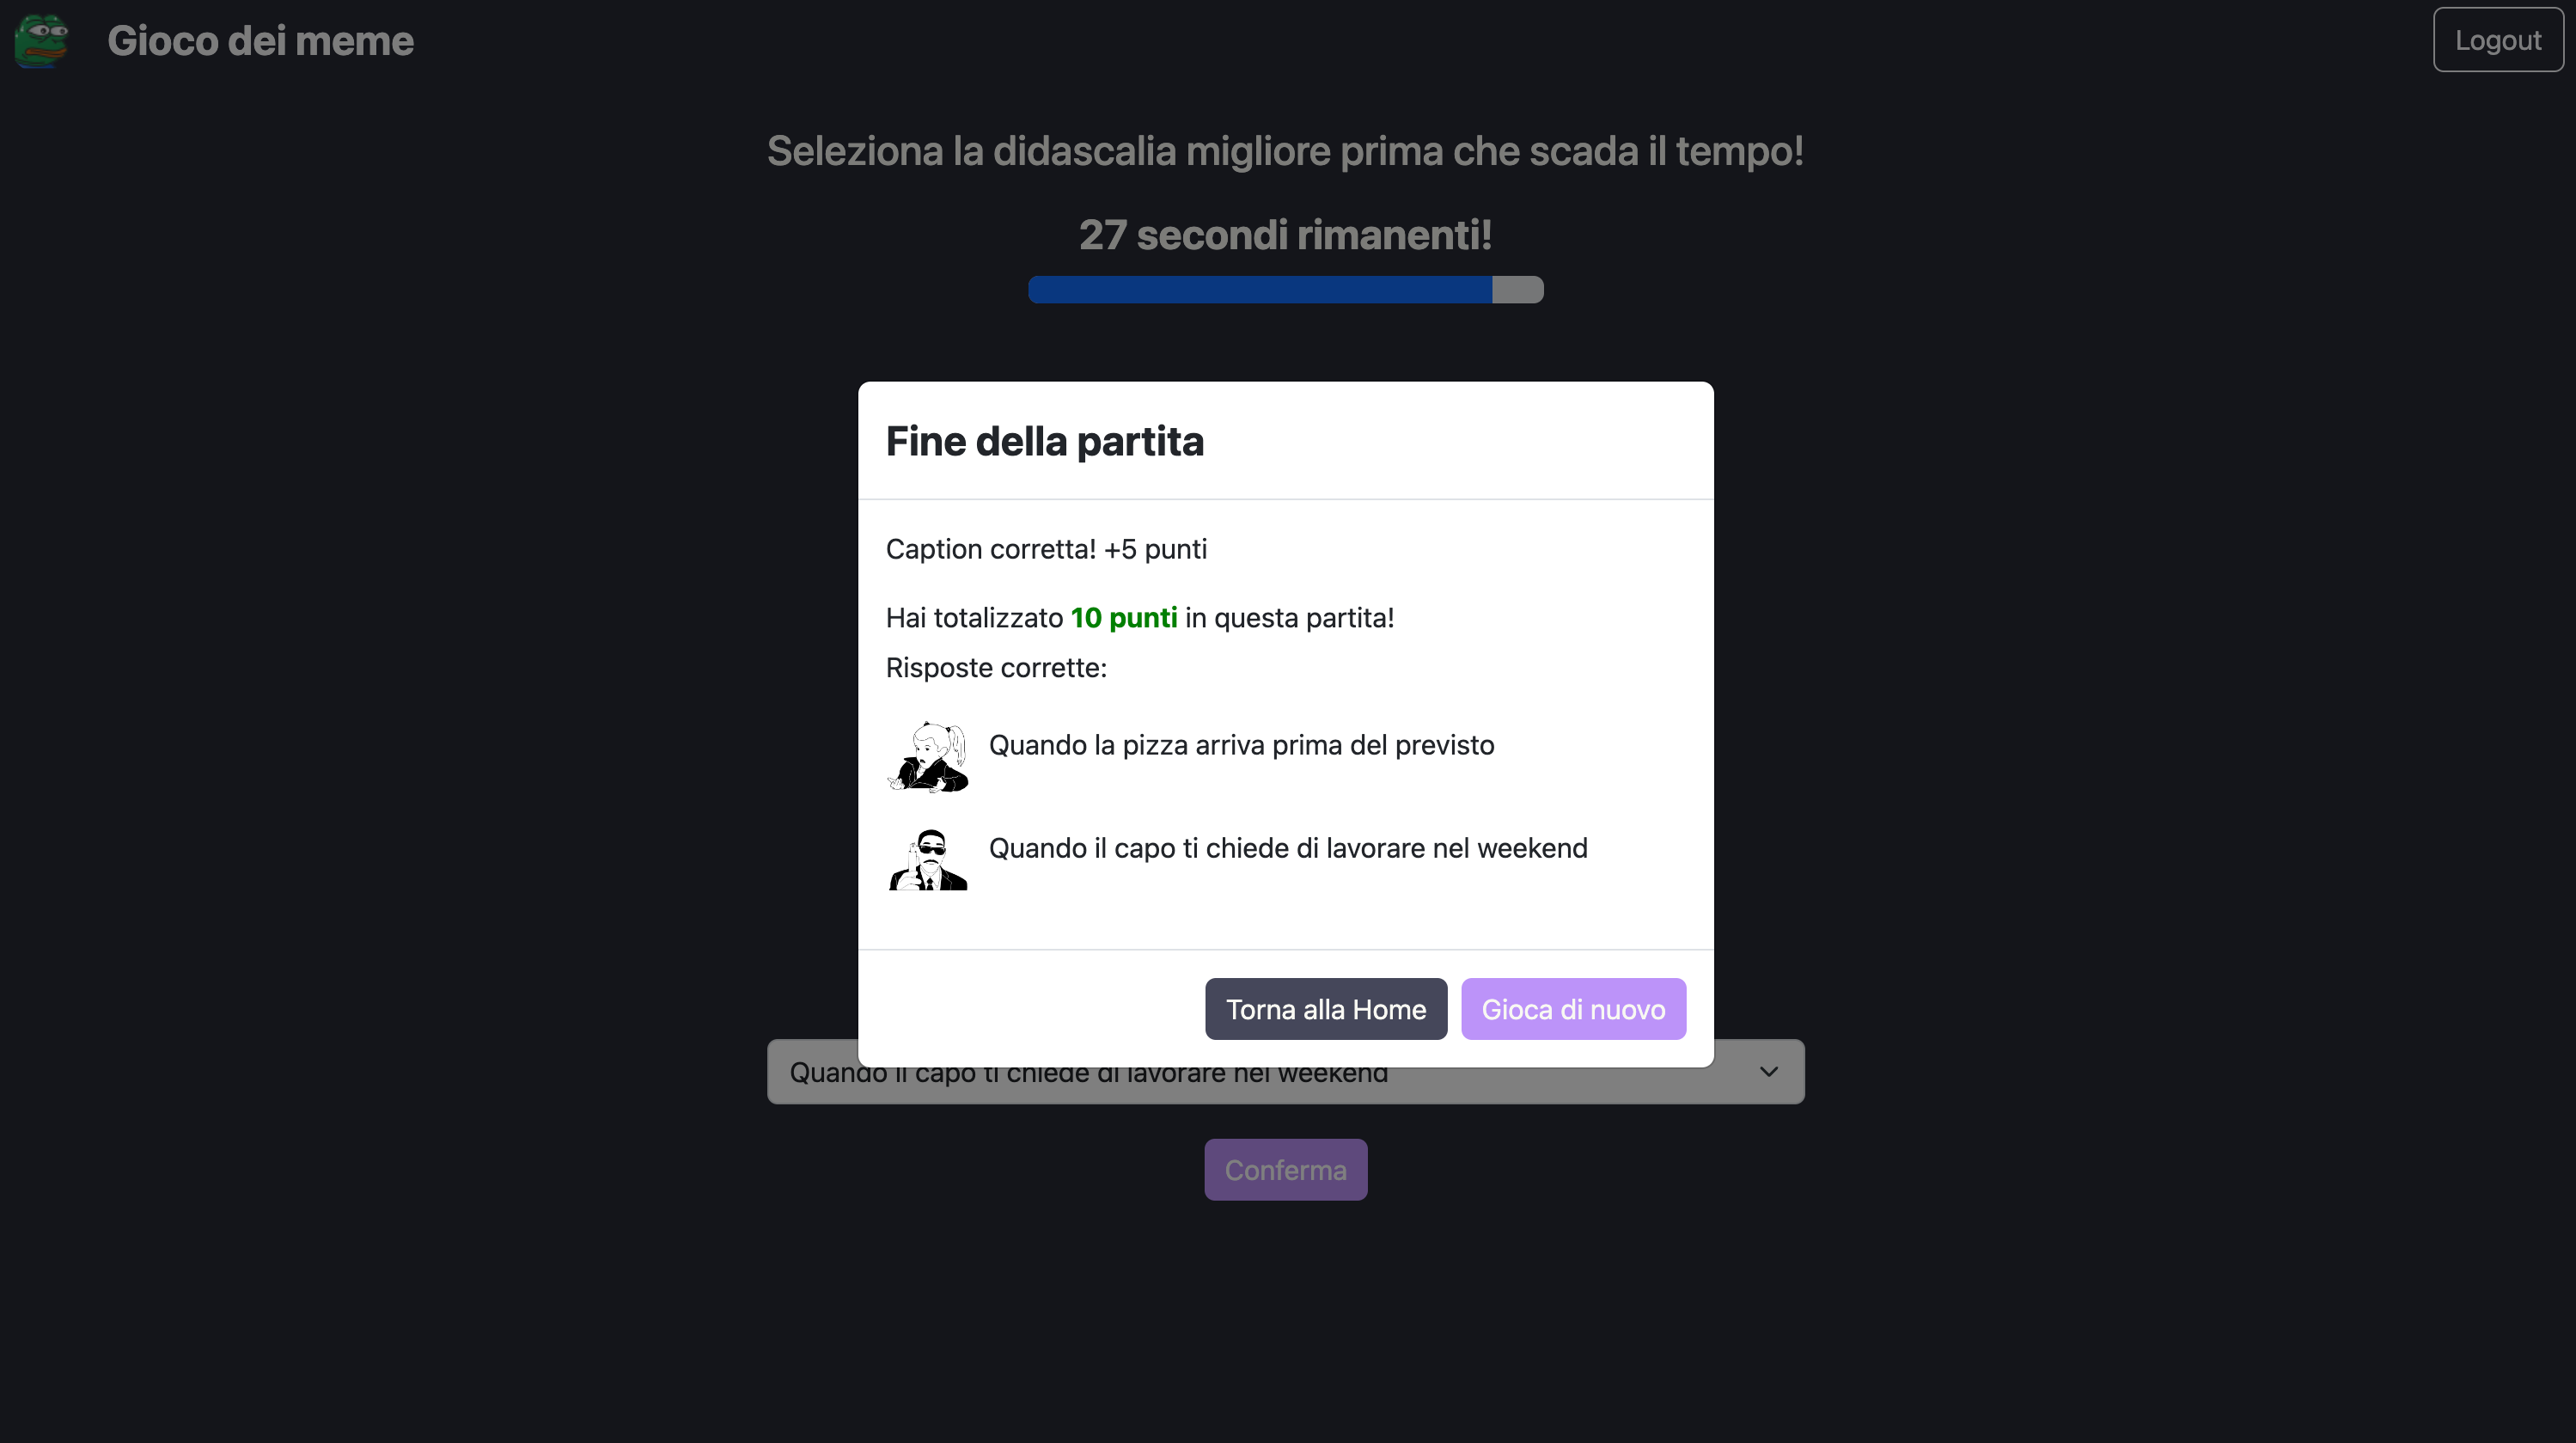 Gioco dei meme
Logout
Seleziona la didascalia migliore prima che scada il tempo!
27 secondi rimanenti!
Fine della partita
Caption corretta! +5 punti
Hai totalizzato 10 punti in questa partita!
Risposte corrette:
Quando la pizza arriva prima del previsto
Quando il capo ti chiede di lavorare nel weekend
Torna alla Home
Gioca di nuovo
Quando il capo ti chiede di lavorare nel weekend
Conferma